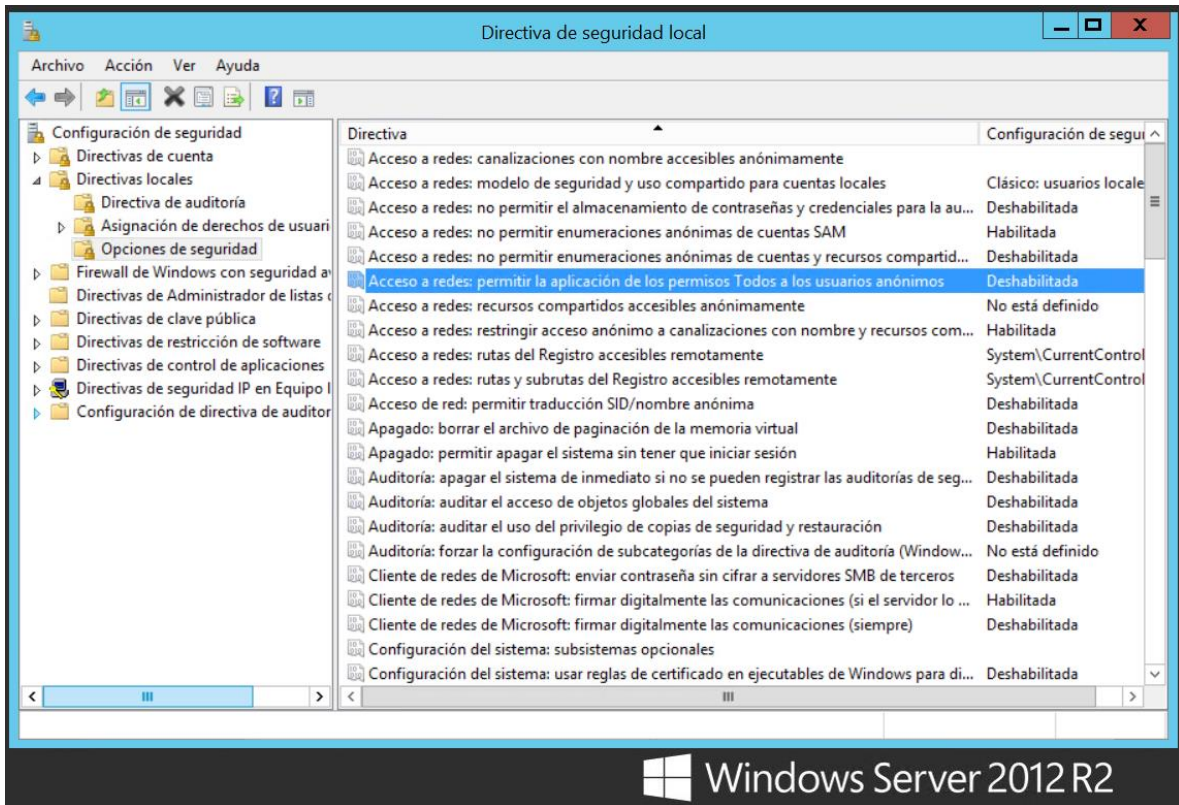 Directiva de seguridad local
Archivo Acción Ver Ayuda
Configuración de seguridad
Directivas de cuenta
Directivas locales
Directiva de auditoría
Asignación de derechos de usuari
Opciones de seguridad
Firewall de Windows con seguridad a
Directivas de Administrador de listas
Directivas de clave pública
Directivas de restricción de software
Directivas de control de aplicaciones
Directivas de seguridad IP en Equipo l
Configuración de directiva de auditor
Directiva Configuración de segur
Acceso a redes: canalizaciones con nombre accesibles anónimamente
Acceso a redes: modelo de seguridad y uso compartido para cuentas locales Clásico: usuarios locale
Acceso a redes: no permitir el almacenamiento de contraseñas y credenciales para la au... Deshabilitada
Acceso a redes: no permitir enumeraciones anónimas de cuentas SAM Habilitada
Acceso a redes: no permitir enumeraciones anónimas de cuentas y recursos compartid... Deshabilitada
Acceso a redes: permitir la aplicación de los permisos Todos a los usuarios anónimos Deshabilitada
Acceso a redes: recursos compartidos accesibles anónimamente No está definido
Acceso a redes: restringir acceso anónimo a canalizaciones con nombre y recursos com... Habilitada
Acceso a redes: rutas del Registro accesibles remotamente System\CurrentControl
Acceso a redes: rutas y subrutas del Registro accesibles remotamente System\CurrentControl
Acceso de red: permitir traducción SID/nombre anónima Deshabilitada
Apagado: borrar el archivo de paginación de la memoria virtual Deshabilitada
Apagado: permitir apagar el sistema sin tener que iniciar sesión Habilitada
Auditoría: apagar el sistema de inmediato si no se pueden registrar las auditorías de seg... Deshabilitada
Auditoría: auditar el acceso de objetos globales del sistema Deshabilitada
Auditoría: auditar el uso del privilegio de copias de seguridad y restauración Deshabilitada
Auditoría: forzar la configuración de subcategorías de la directiva de auditoría (Window... No está definido
Cliente de redes de Microsoft: enviar contraseña sin cifrar a servidores SMB de terceros Deshabilitada
Cliente de redes de Microsoft: firmar digitalmente las comunicaciones (si el servidor lo ... Habilitada
Cliente de redes de Microsoft: firmar digitalmente las comunicaciones (siempre) Deshabilitada
Configuración del sistema: subsistemas opcionales
Configuración del sistema: usar reglas de certificado en ejecutables de Windows para di... Deshabilitada
Windows Server 2012 R2